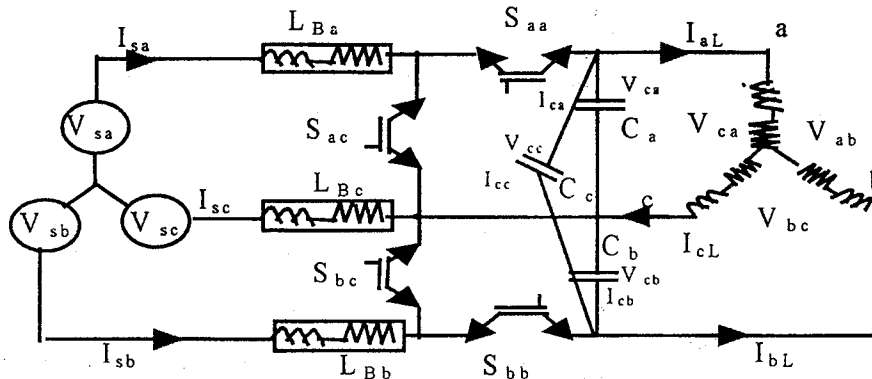 L Ba
S aa
I sa
I aL
a
V ca
I ca
C a
V sa
S ac
V cc
V ca
V ab
I cc
C c
L Bc
I sc
V sb
V sc
c
I cL
V bc
S bc
C b
V cb
I cb
I sb
L Bb
S bb
I bL